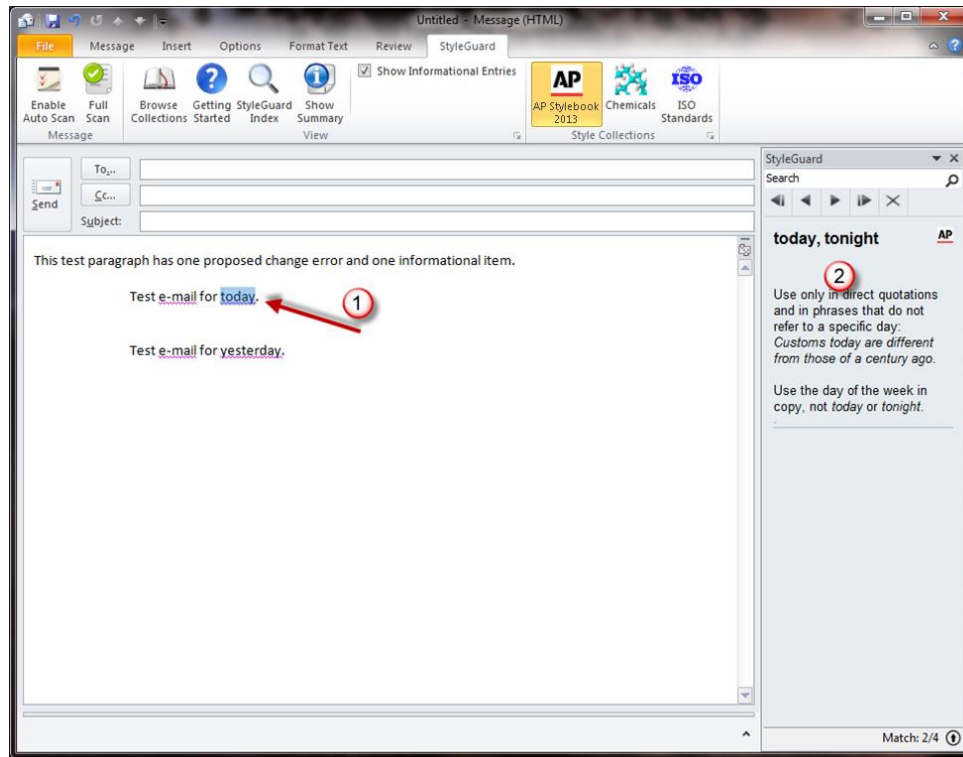 Untitled - Message (HTML)
File Message Insert Options Format Text Review StyleGuard
Enable Auto Scan
Full Scan
Message
Browse Collections
Getting Started
StyleGuard Index
Show Summary
View
Show Informational Entries
AP
AP Stylebook 2013
Chemicals
ISO
ISO Standards
Style Collections
Send
To...
Cc...
Subject:
This test paragraph has one proposed change error and one informational item.
Test e-mail for today.
1
Test e-mail for yesterday.
StyleGuard
Search
today, tonight
AP
2
Use only in direct quotations
and in phrases that do not
refer to a specific day:
Customs today are different
from those of a century ago.
Use the day of the week in
copy, not today or tonight.
Match: 2/4